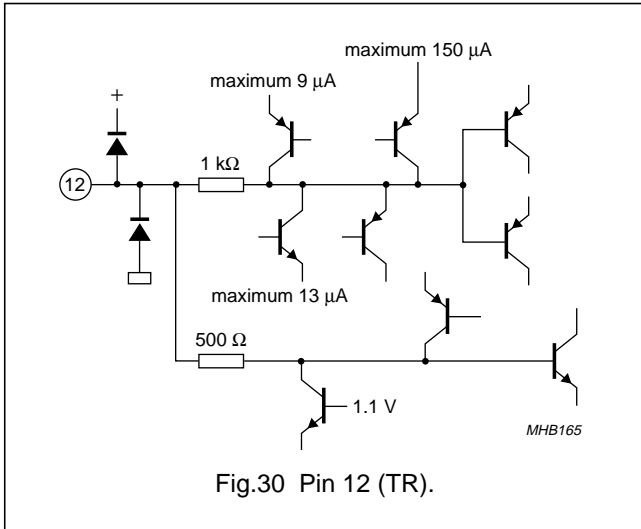 maximum 150 μA
maximum 9 μA
+
1 kΩ
12
maximum 13 μA
500 Ω
1.1 V
MHB165
Fig.30 Pin 12 (TR).